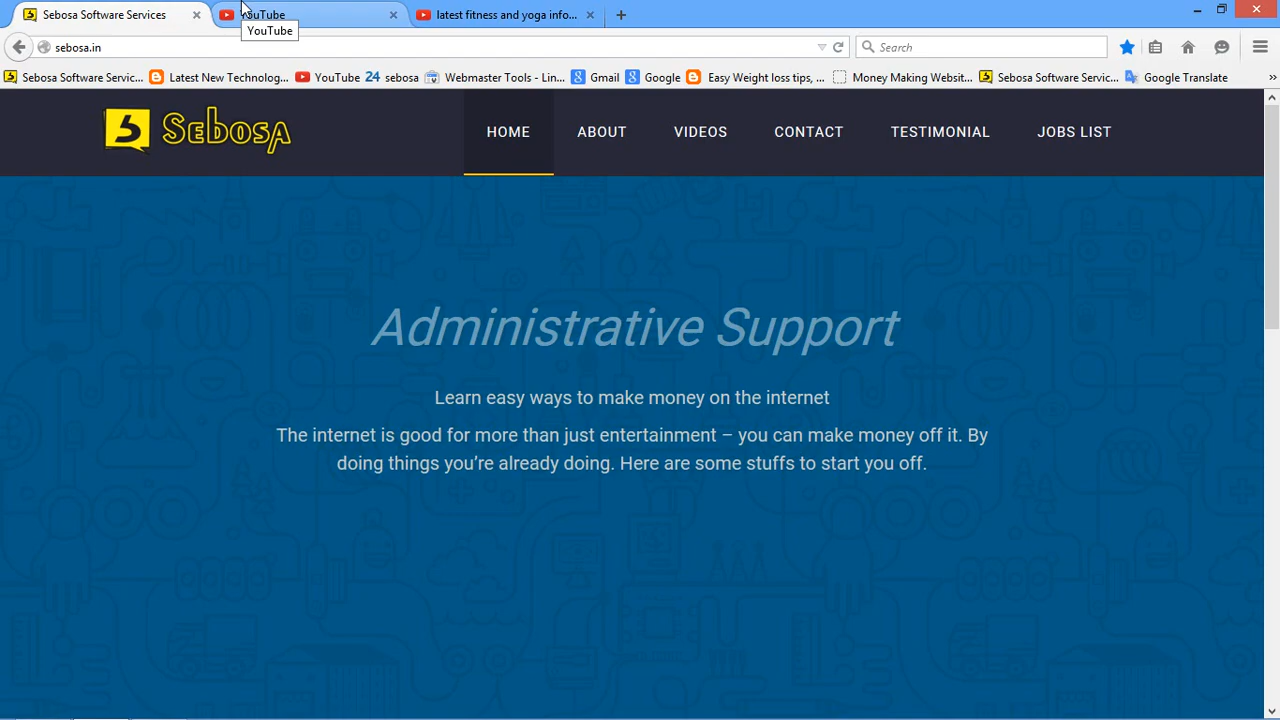 Sebosa Software Services
YouTube
latest fitness and yoga info...
YouTube
sebosa.in
Search
Sebosa Software Servic...
Latest New Technolog...
YouTube
24 sebosa
Webmaster Tools - Lin...
Gmail
Google
Easy Weight loss tips, ...
Money Making Websit...
Sebosa Software Servic...
Google Translate
Sebosa
HOME
ABOUT
VIDEOS
CONTACT
TESTIMONIAL
JOBS LIST
Administrative Support
Learn easy ways to make money on the internet
The internet is good for more than just entertainment – you can make money off it. By
doing things you’re already doing. Here are some stuffs to start you off.